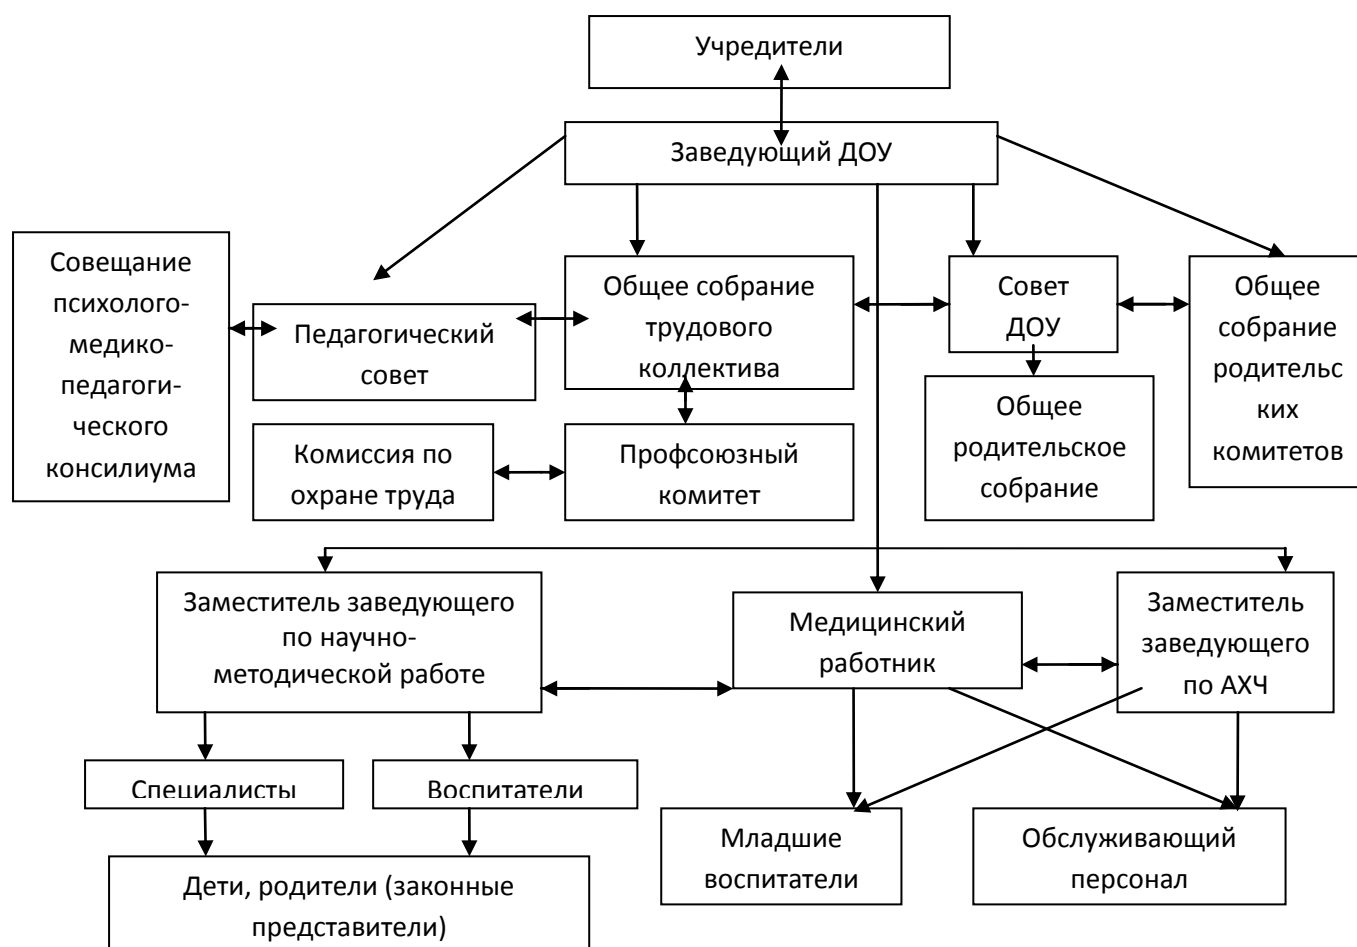 Учредители
Заведующий ДОУ
Совещание
психолого-
медико-
педагоги-
ческого
консилиума
Педагогический
совет
Общее собрание
трудового
коллектива
Совет
ДОУ
Общее
собрание
родительс
ких
комитетов
Комиссия по
охране труда
Профсоюзный
комитет
Общее
родительское
собрание
Заместитель заведующего
по научно-
методической работе
Медицинский
работник
Заместитель
заведующего
по АХЧ
Специалисты
Воспитатели
Младшие
воспитатели
Обслуживающий
персонал
Дети, родители (законные
представители)